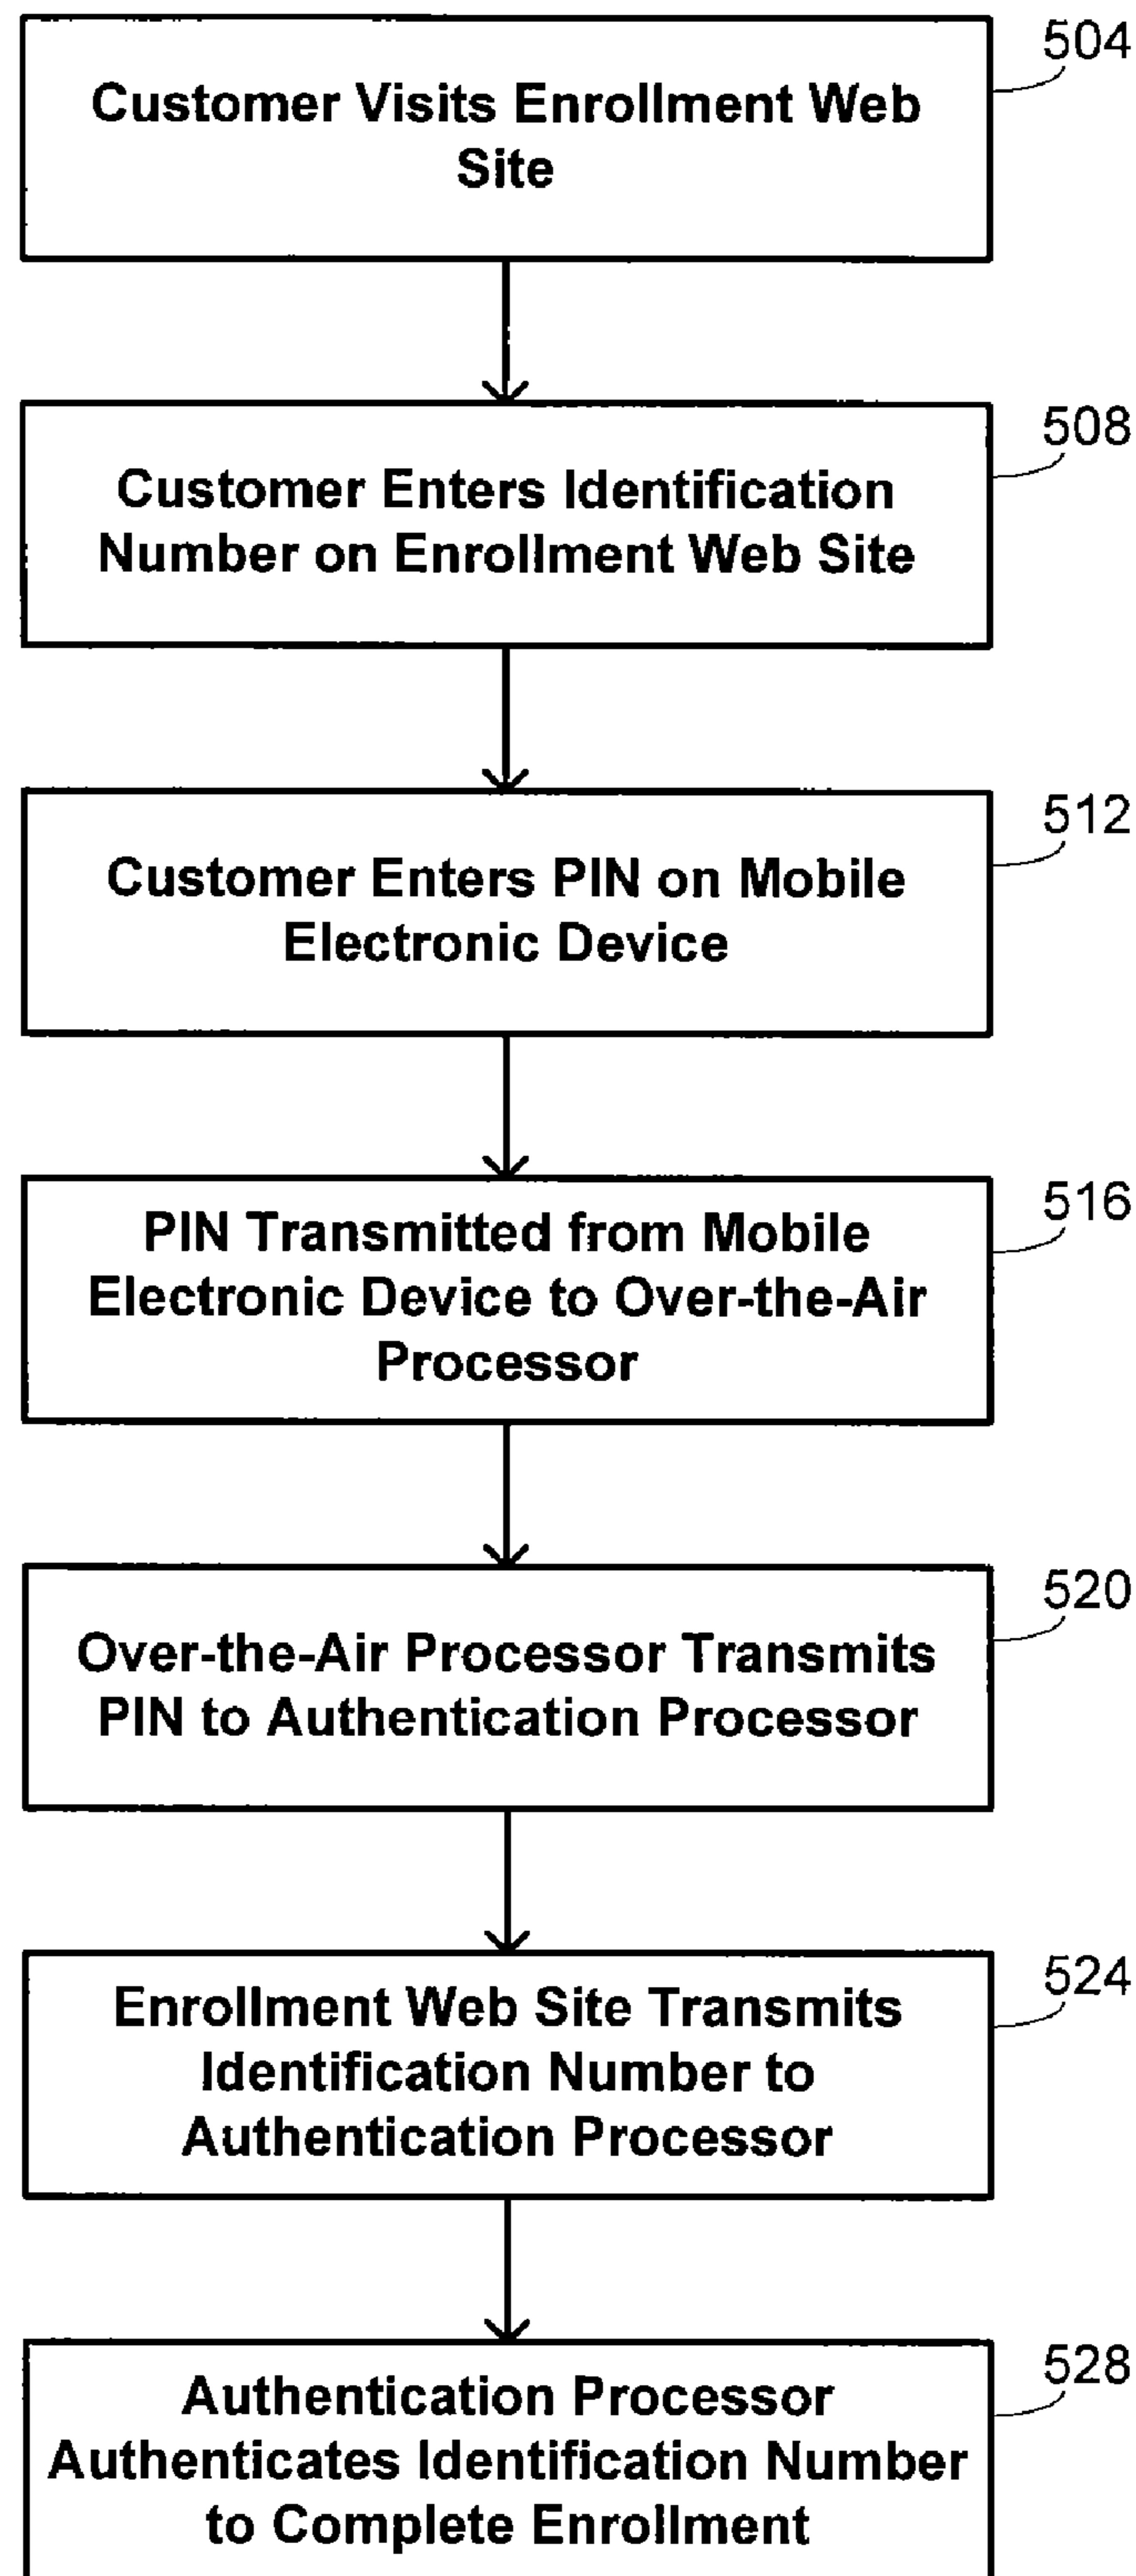 504
Customer Visits Enrollment Web
Site
508
Customer Enters Identification
Number on Enrollment Web Site
512
Customer Enters PIN on Mobile
Electronic Device
516
PIN Transmitted from Mobile
Electronic Device to Over-the-Air
Processor
520
Over-the-Air Processor Transmits
PIN to Authentication Processor
524
Enrollment Web Site Transmits
Identification Number to
Authentication Processor
528
Authentication Processor
Authenticates Identification Number
to Complete Enrollment